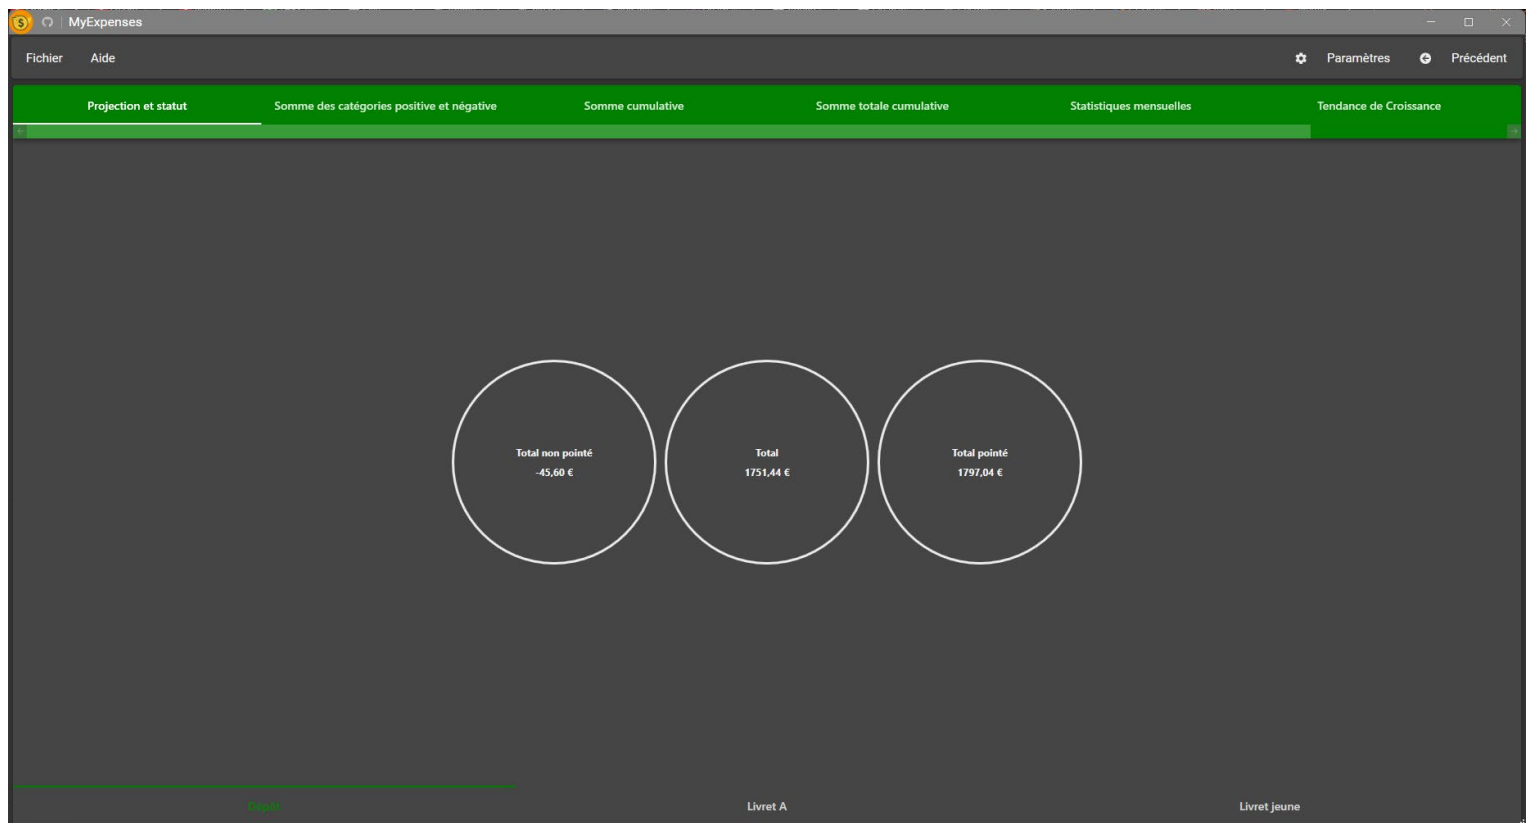 MyExpenses
Fichier Aide Paramètres Précédent
Projection et statut Somme des catégories positive et négative Somme cumulative Somme totale cumulative Statistiques mensuelles Tendance de Croissance
Total non pointé Total Total pointé
-45,60 € 1751,44 € 1797,04 €
Dépôt Livret A Livret jeune